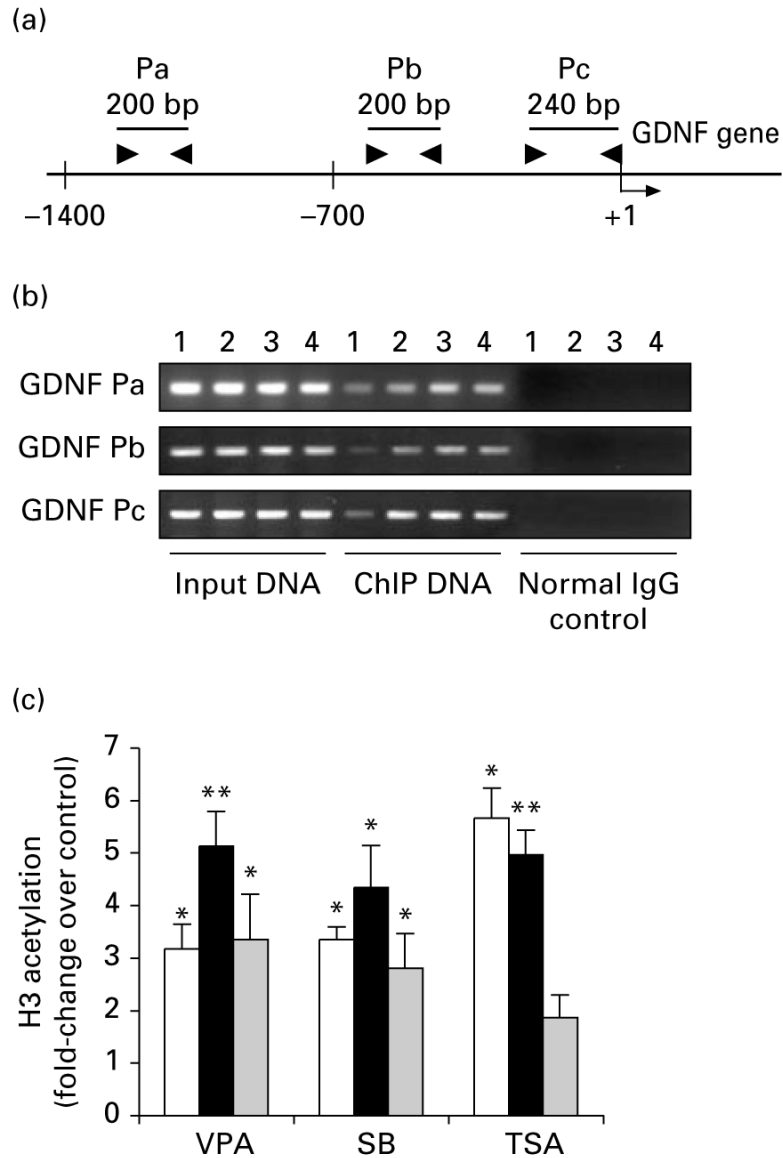 (a)
Pa Pb Pc
200 bp 200 bp 240 bp
GDNF gene
–1400 –700 +1
(b)
1 2 3 4 1 2 3 4 1 2 3 4
GDNF Pa
GDNF Pb
GDNF Pc
Input DNA ChIP DNA Normal IgG
control
(c)
H3 acetylation
(fold-change over control)
7
6
5
4
3
2
1
0
* ** *
* * *
* **
VPA SB TSA